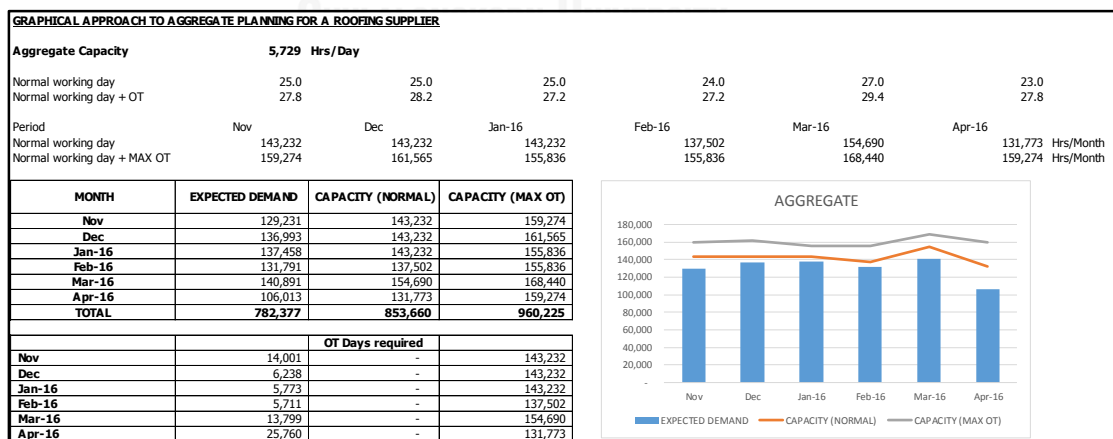 GRAPHICAL APPROACH TO AGGREGATE PLANNING FOR A ROOFING SUPPLIER
Aggregate Capacity 5,729 Hrs/Day
Normal working day 25.0 25.0 25.0 24.0 27.0 23.0
Normal working day + OT 27.8 28.2 27.2 27.2 29.4 27.8
Period Nov Dec Jan-16 Feb-16 Mar-16 Apr-16
Normal working day 143,232 143,232 143,232 137,502 154,690 131,773 Hrs/Month
Normal working day + MAX OT 159,274 161,565 155,836 155,836 168,440 159,274 Hrs/Month
MONTH EXPECTED DEMAND CAPACITY (NORMAL) CAPACITY (MAX OT)
Nov 129,231 143,232 159,274
Dec 136,993 143,232 161,565
Jan-16 137,458 143,232 155,836
Feb-16 131,791 137,502 155,836
Mar-16 140,891 154,690 168,440
Apr-16 106,013 131,773 159,274
TOTAL 782,377 853,660 960,225
OT Days required
Nov 14,001 - 143,232
Dec 6,238 - 143,232
Jan-16 5,773 - 143,232
Feb-16 5,711 - 137,502
Mar-16 13,799 - 154,690
Apr-16 25,760 - 131,773
AGGREGATE
180,000
160,000
140,000
120,000
100,000
80,000
60,000
40,000
20,000
-
Nov Dec Jan-16 Feb-16 Mar-16 Apr-16
EXPECTED DEMAND CAPACITY (NORMAL) CAPACITY (MAX OT)